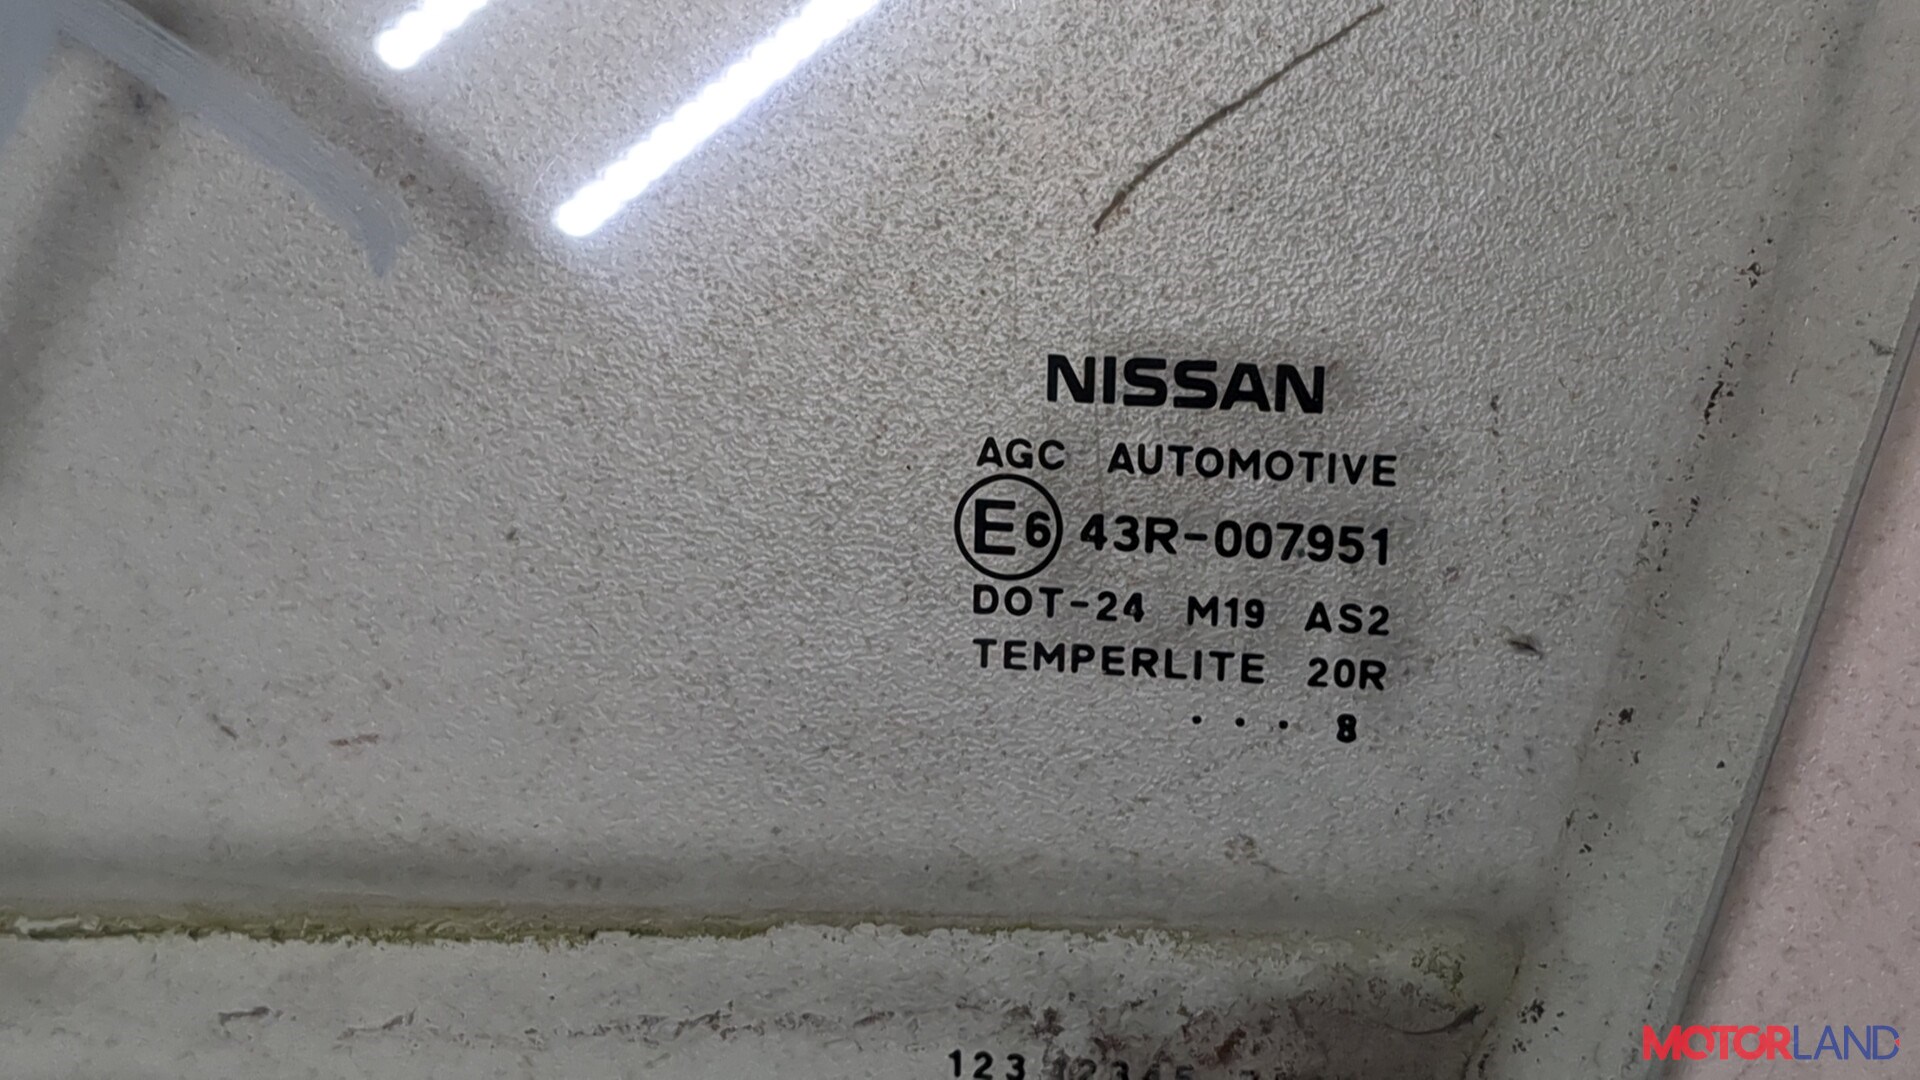 NISSAN
AGC AUTOMOTIVE
E6 43R-007951
DOT-24 M19 AS2
TEMPERLITE 20R
. . . 8
123
MOTORLAND